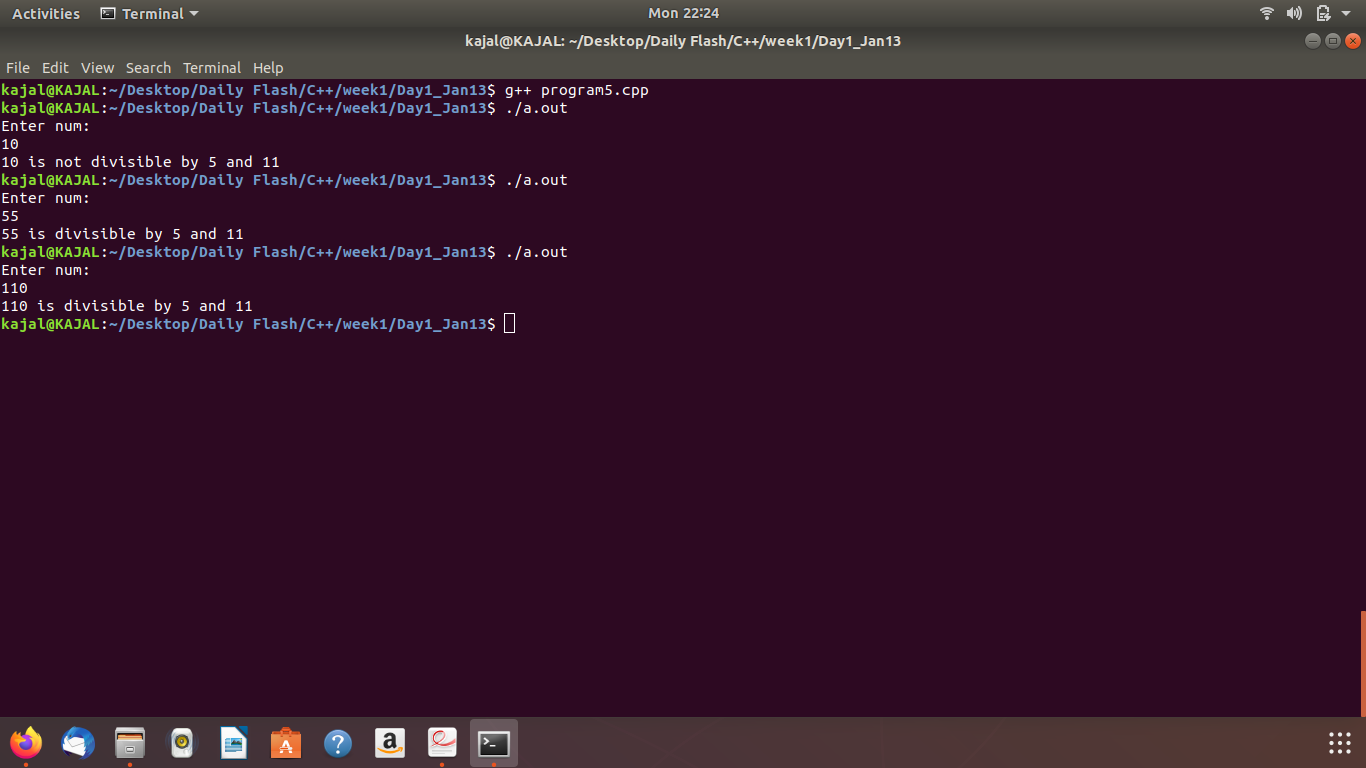 Activities Terminal Mon 22:24
kajal@KAJAL: ~/Desktop/Daily Flash/C++/week1/Day1_Jan13
File Edit View Search Terminal Help
kajal@KAJAL:~/Desktop/Daily Flash/C++/week1/Day1_Jan13$ g++ program5.cpp
kajal@KAJAL:~/Desktop/Daily Flash/C++/week1/Day1_Jan13$ ./a.out
Enter num:
10
10 is not divisible by 5 and 11
kajal@KAJAL:~/Desktop/Daily Flash/C++/week1/Day1_Jan13$ ./a.out
Enter num:
55
55 is divisible by 5 and 11
kajal@KAJAL:~/Desktop/Daily Flash/C++/week1/Day1_Jan13$ ./a.out
Enter num:
110
110 is divisible by 5 and 11
kajal@KAJAL:~/Desktop/Daily Flash/C++/week1/Day1_Jan13$